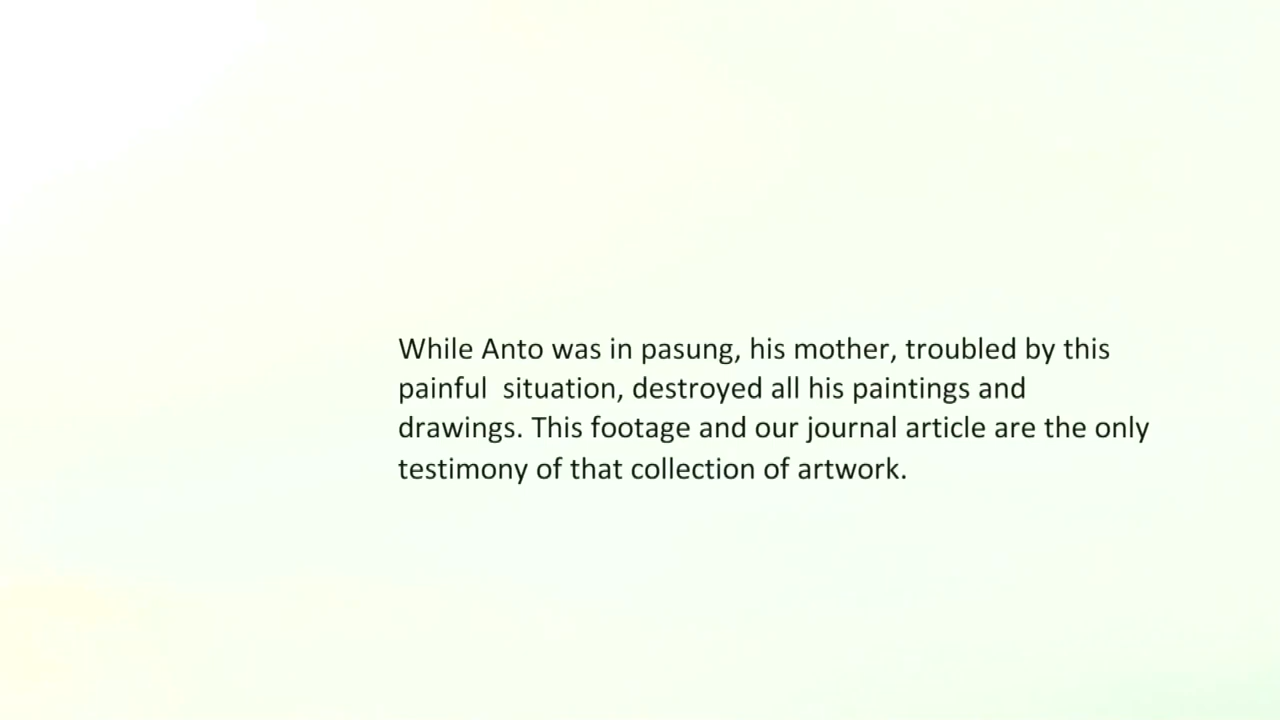 While Anto was in pasung, his mother, troubled by this
painful  situation, destroyed all his paintings and
drawings. This footage and our journal article are the only
testimony of that collection of artwork.